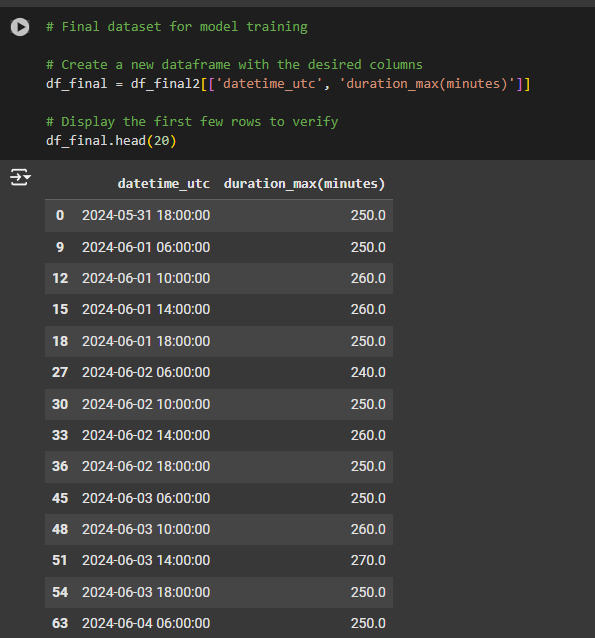 # Final dataset for model training
# Create a new dataframe with the desired columns
df_final = df_final2[['datetime_utc', 'duration_max(minutes)']]
# Display the first few rows to verify
df_final.head(20)
datetime_utc duration_max(minutes)
0 2024-05-31 18:00:00 250.0
9 2024-06-01 06:00:00 250.0
12 2024-06-01 10:00:00 260.0
15 2024-06-01 14:00:00 260.0
18 2024-06-01 18:00:00 250.0
27 2024-06-02 06:00:00 240.0
30 2024-06-02 10:00:00 250.0
33 2024-06-02 14:00:00 260.0
36 2024-06-02 18:00:00 250.0
45 2024-06-03 06:00:00 250.0
48 2024-06-03 10:00:00 260.0
51 2024-06-03 14:00:00 270.0
54 2024-06-03 18:00:00 250.0
63 2024-06-04 06:00:00 250.0